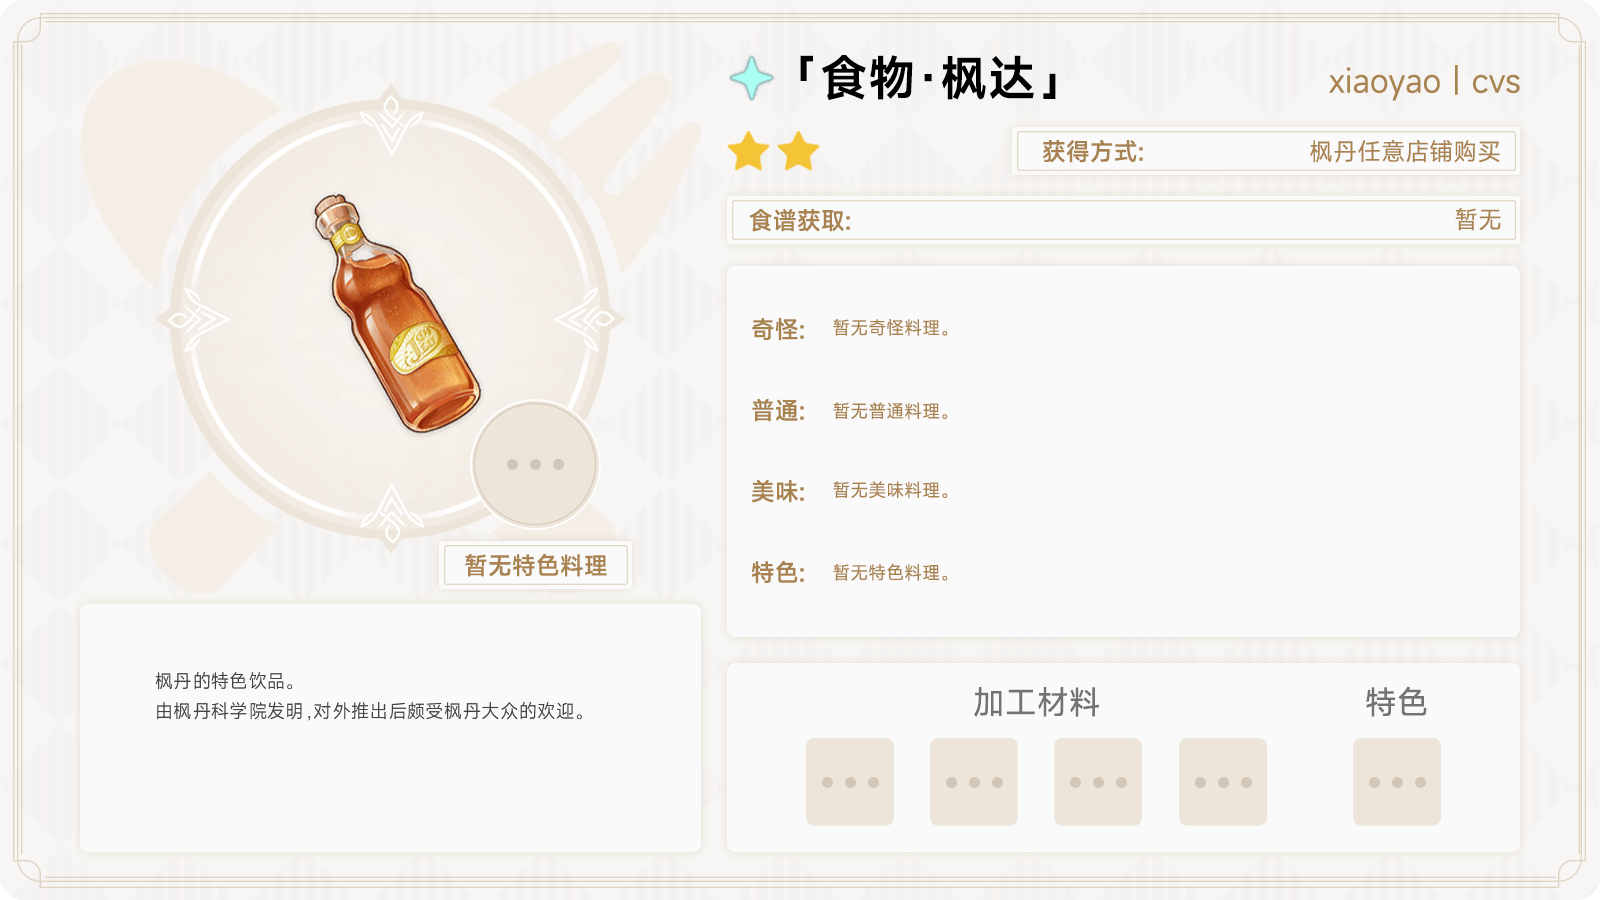 「食物·枫达」
xiaoyao | cvs
获得方式: 枫丹任意店铺购买
食谱获取: 暂无
奇怪: 暂无奇怪料理。
普通: 暂无普通料理。
美味: 暂无美味料理。
特色: 暂无特色料理。
暂无特色料理
枫丹的特色饮品。
由枫丹科学院发明,对外推出后颇受枫丹大众的欢迎。
加工材料 特色